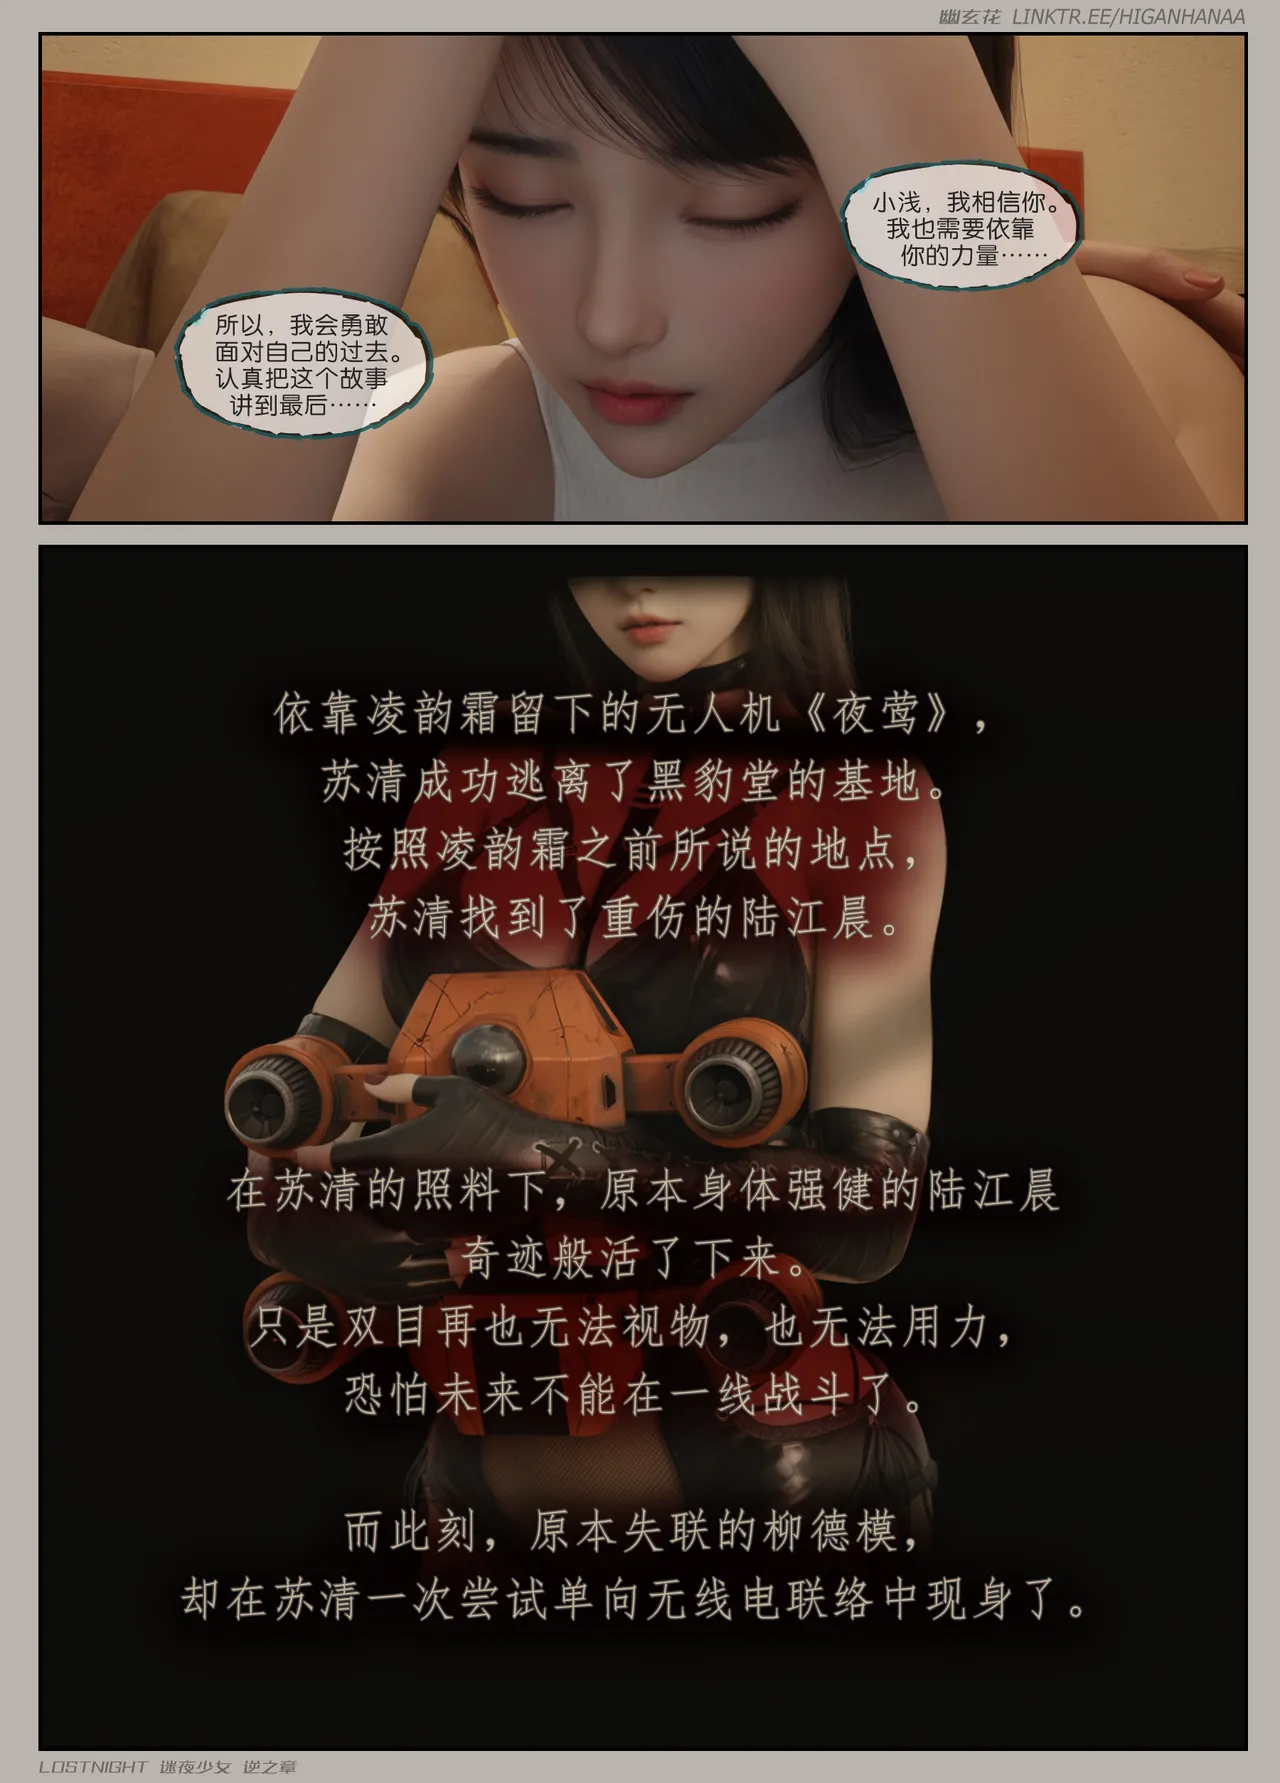 幽玄花 LINKTR.EE/HIGANHANAA
小浅，我相信你。
我也需要依靠
你的力量……
所以，我会勇敢
面对自己的过去。
认真把这个故事
讲到最后……
依靠凌韵霜留下的无人机《夜莺》，
苏清成功逃离了黑豹堂的基地。
按照凌韵霜之前所说的地点，
苏清找到了重伤的陆江晨。
在苏清的照料下，原本身体强健的陆江晨
奇迹般活了下来。
只是双目再也无法视物，也无法用力，
恐怕未来不能在一线战斗了。
而此刻，原本失联的柳德模，
却在苏清一次尝试单向无线电联络中现身了。
LOSTNIGHT 迷夜少女 逆之章